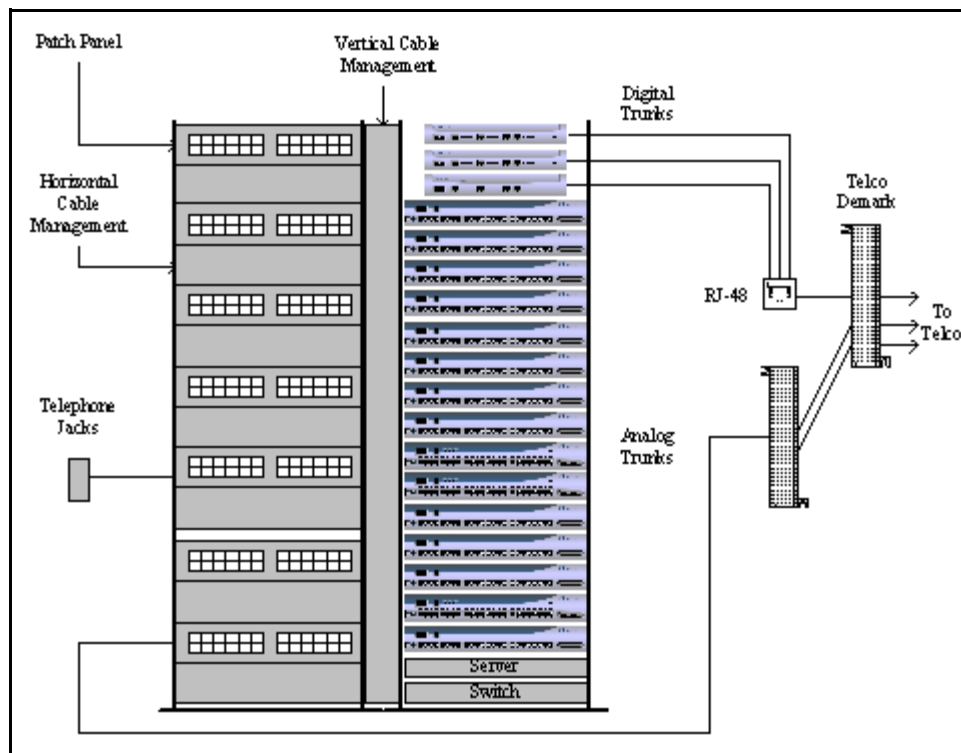 Patch Panel
Vertical Cable
Management
Digital
Trunks
Horizontal
Cable
Management
Telco
Demark
RJ-48
To
Telco
Telephone
Jacks
Analog
Trunks
Server
Switch